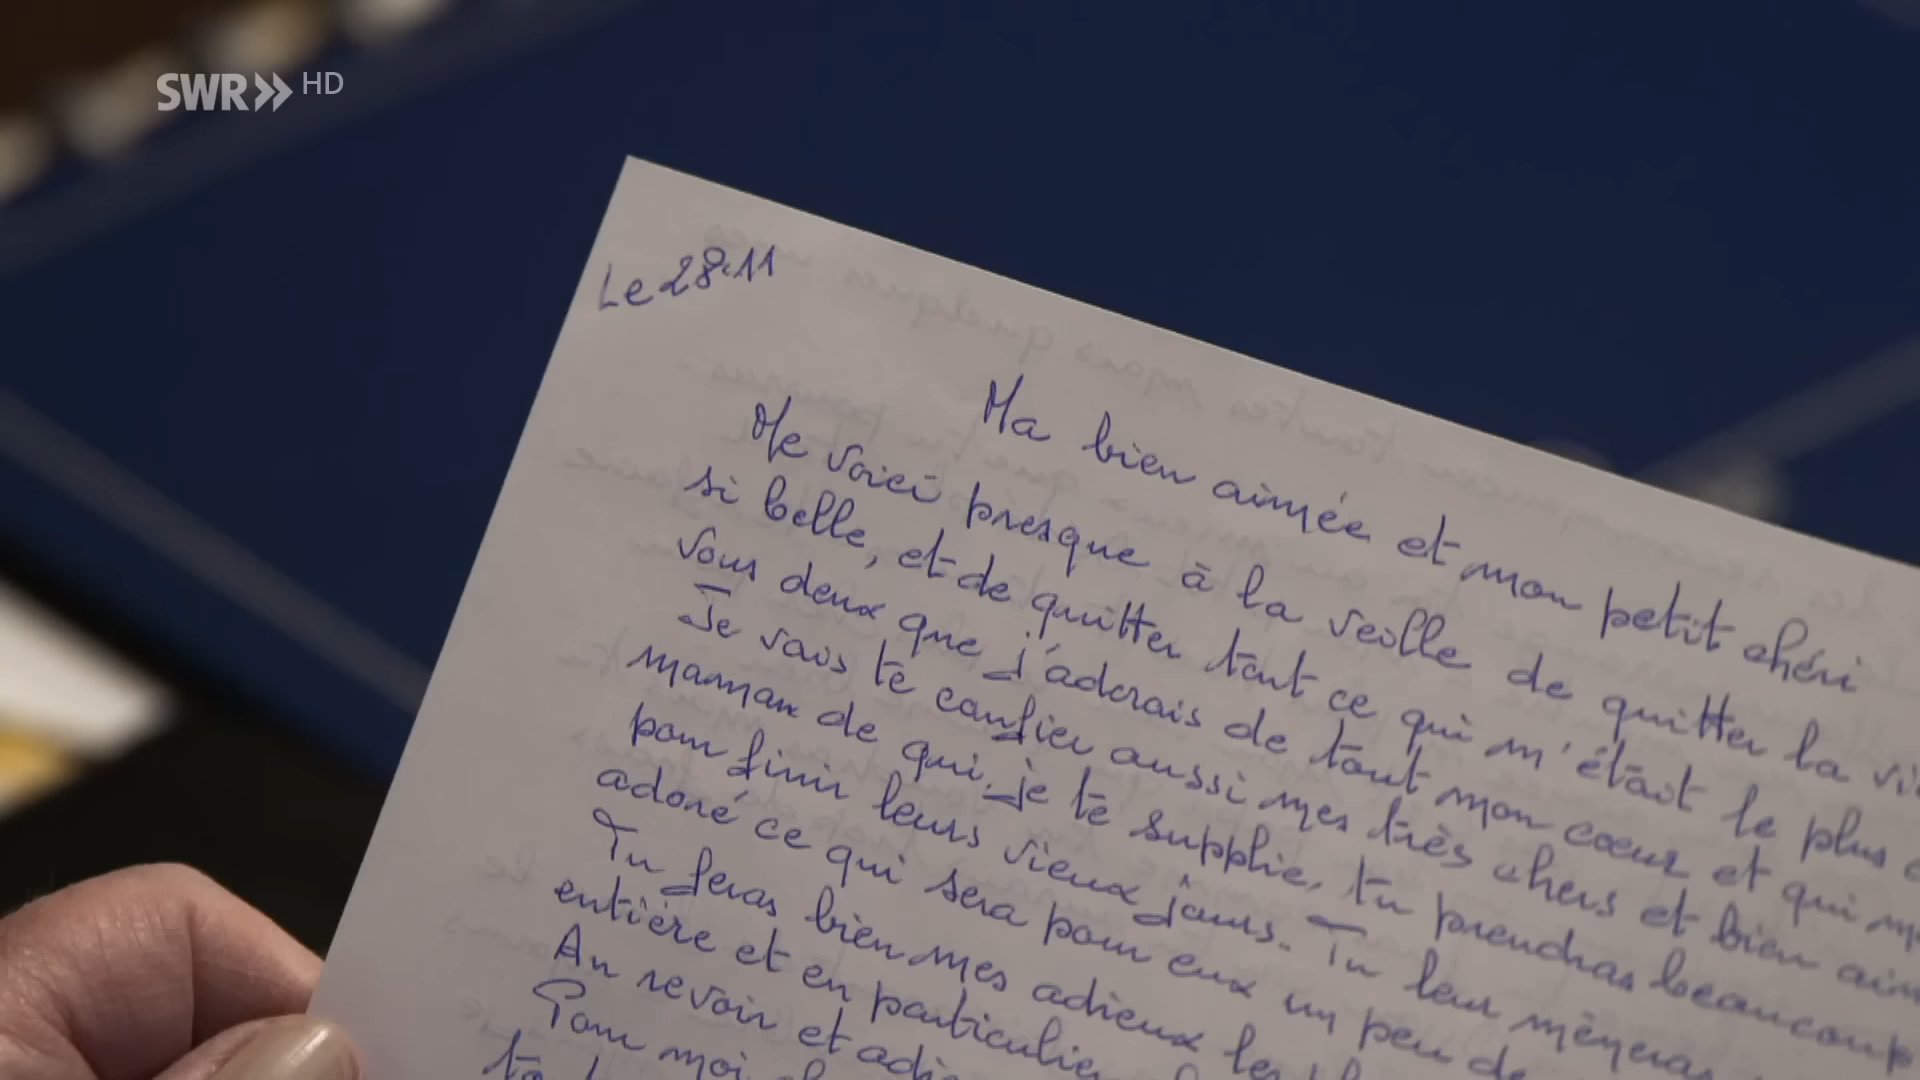 SWR HD
Le 28.11
Ma bien aimée et mon petit chéri
Me voici presque à la veille de quitter la vie
si belle, et de quitter tout ce qui m'était le plus
vous deux que j'adorais de tout mon cœur et qui
Je vais te confier aussi mes très chers et bien
maman de qui, je te supplie, tu prendras beaucoup
pour finir leurs vieux jours. Tu leur mèneras
adoré ce qui sera pour eux un peu de
Tu feras bien mes adieux
entière et en particulier
Au revoir et
Pour moi